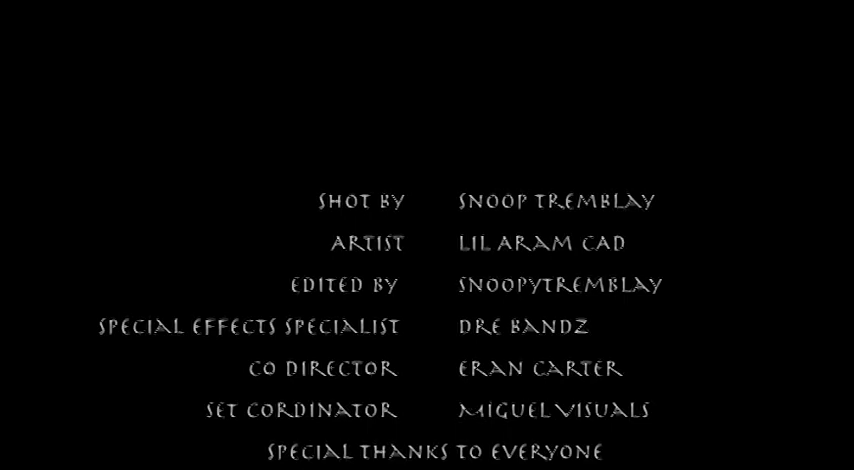 Shot by Snoop Tremblay
Artist Lil Aram CAD
Edited by SnoopyTremblay
Special Effects Specialist Dre Bandz
Co Director Eran Carter
Set Cordinator Miguel Visuals
Special thanks to everyone